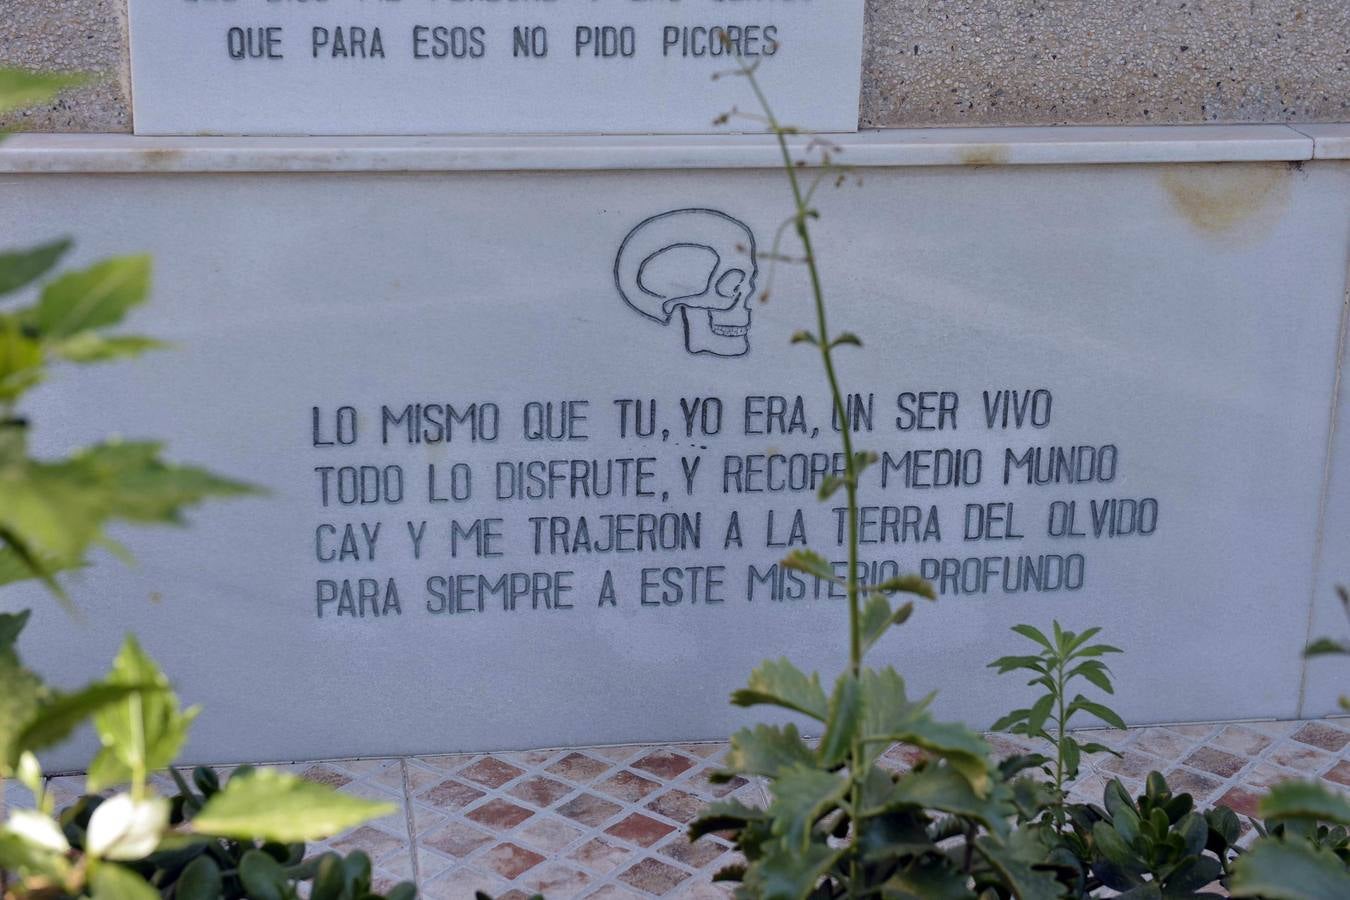 QUE PARA ESOS NO PIDO PICORES
LO MISMO QUE TU, YO ERA, UN SER VIVO
TODO LO DISFRUTE, Y RECORRI MEDIO MUNDO
CAY Y ME TRAJERON A LA TIERRA DEL OLVIDO
PARA SIEMPRE A ESTE MISTERIO PROFUNDO